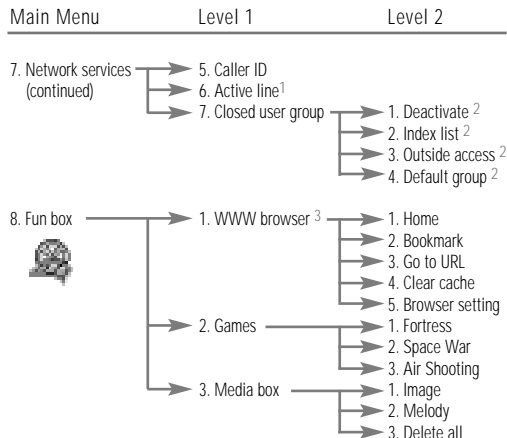 Main Menu Level 1 Level 2
7. Network services (continued)
5. Caller ID
6. Active line1
7. Closed user group
1. Deactivate 2
2. Index list 2
3. Outside access 2
4. Default group 2
8. Fun box
1. WWW browser 3
1. Home
2. Bookmark
3. Go to URL
4. Clear cache
5. Browser setting
2. Games
1. Fortress
2. Space War
3. Air Shooting
3. Media box
1. Image
2. Melody
3. Delete all